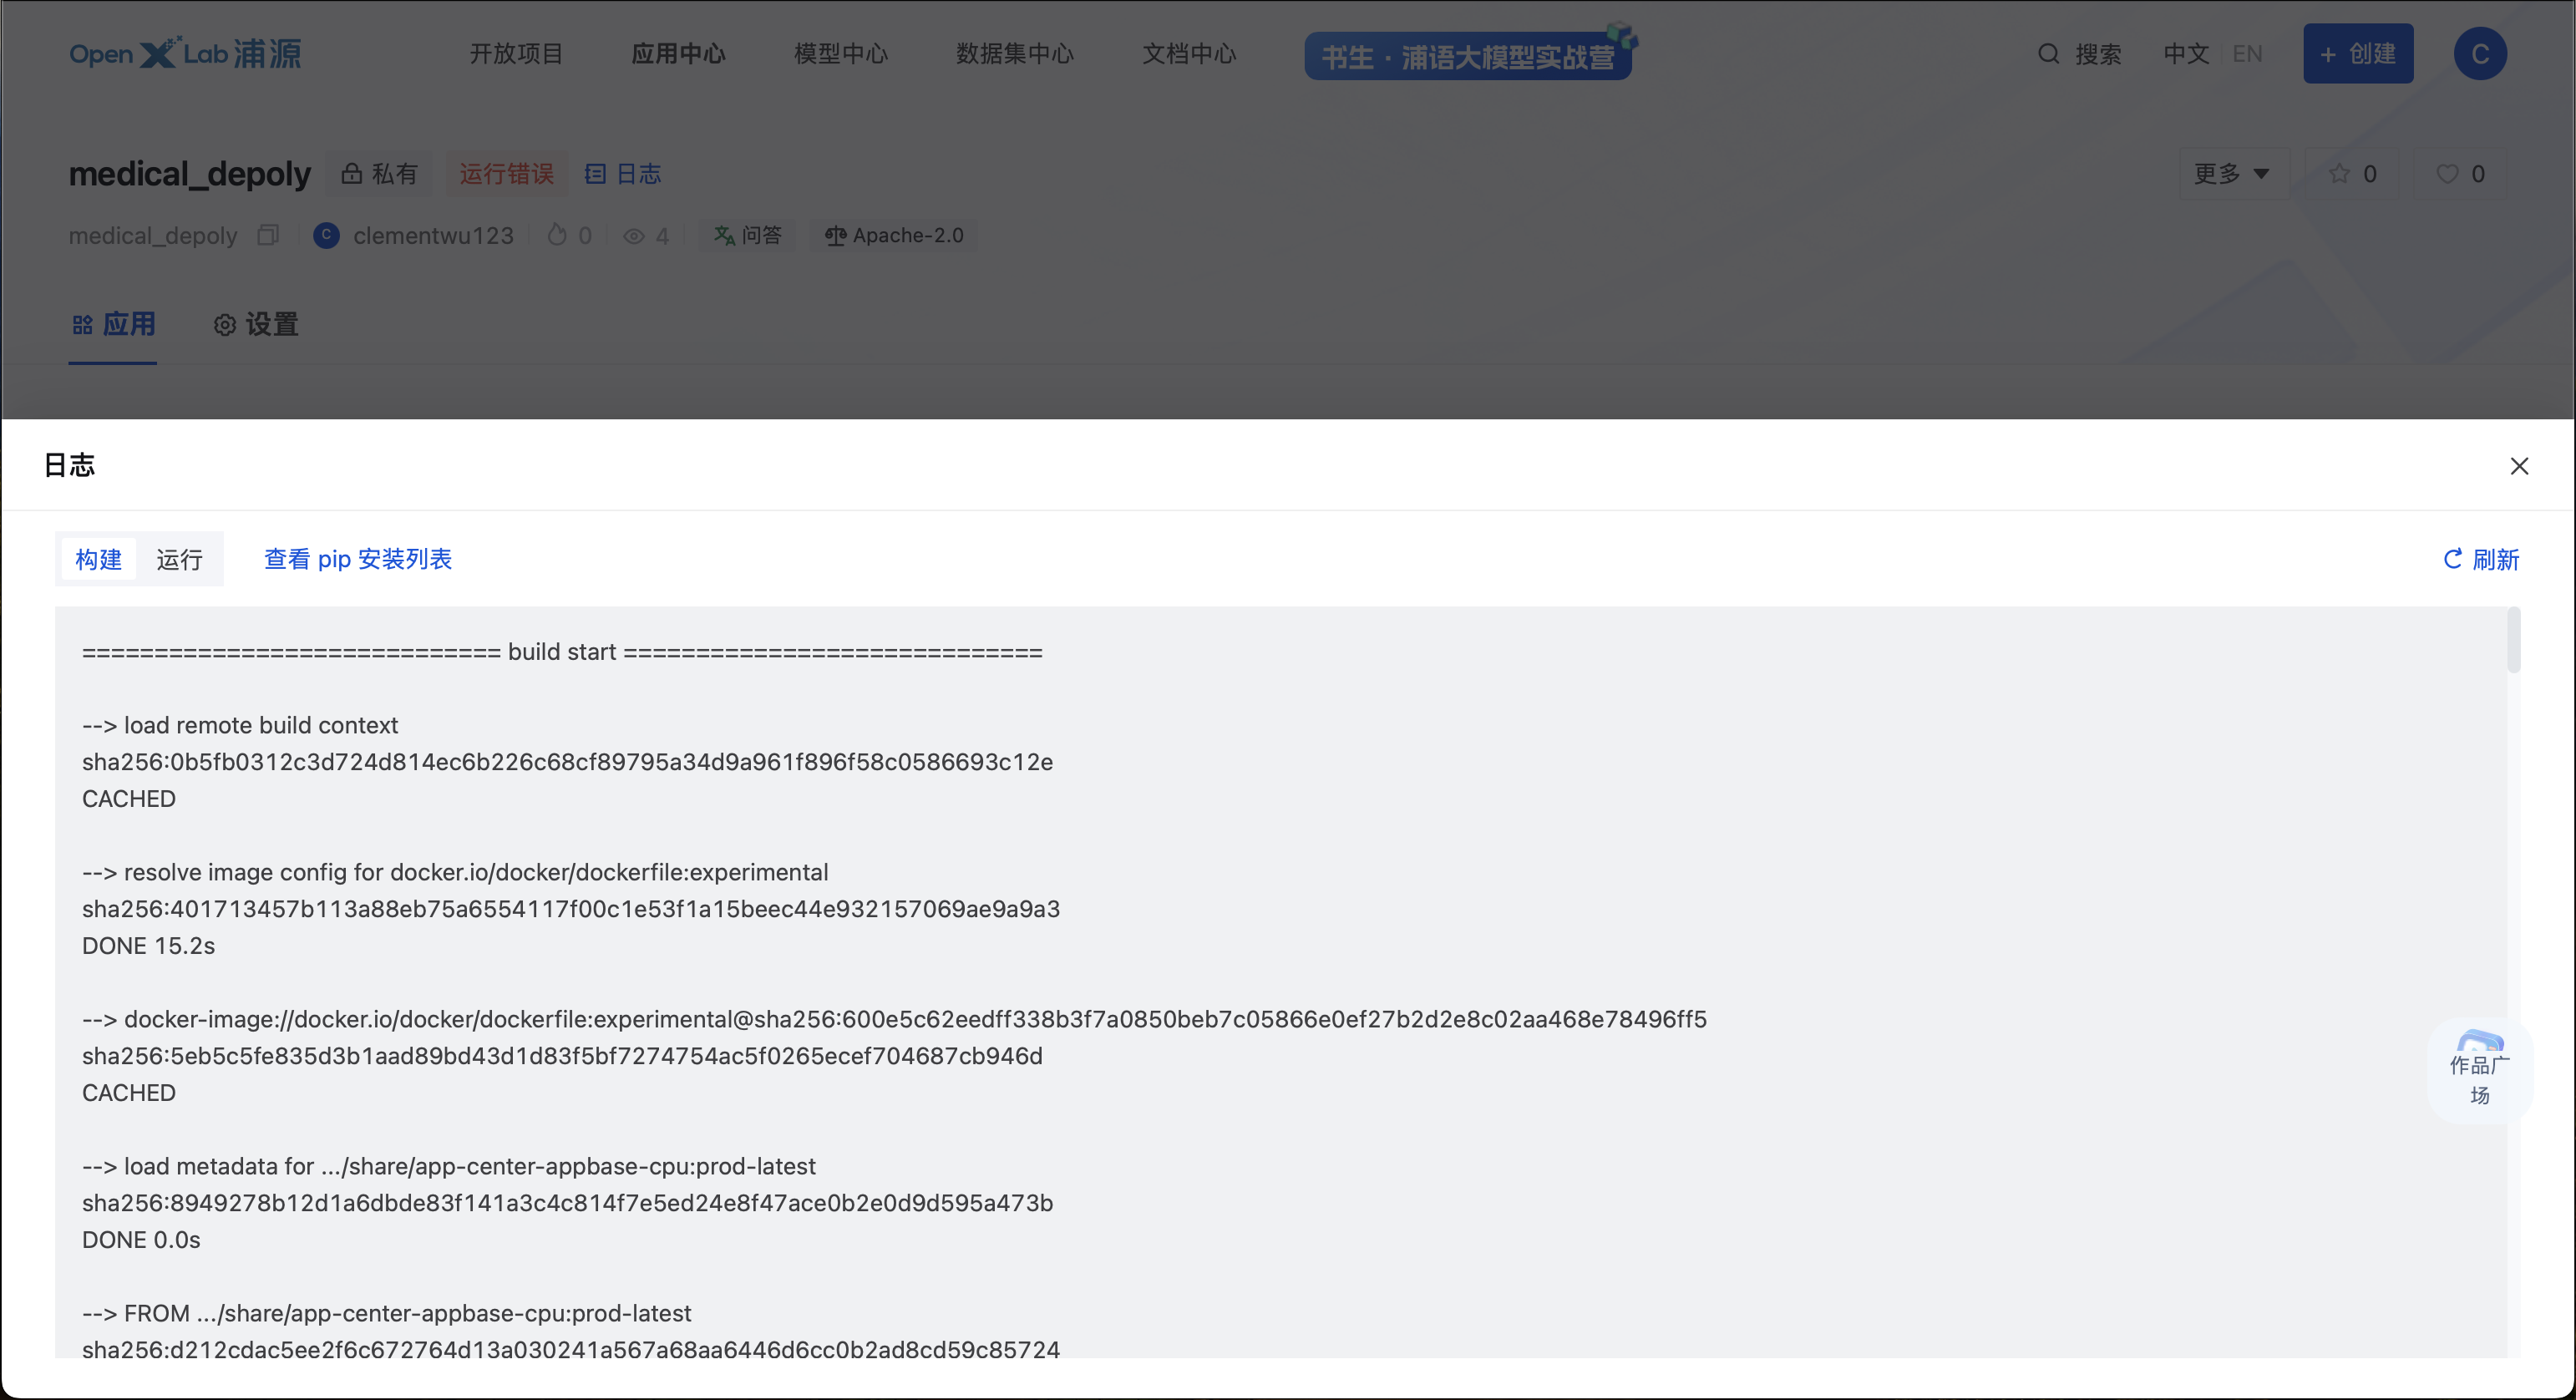 OpenXLab 浦源
开放项目
应用中心
模型中心
数据集中心
文档中心
书生·浦语大模型实战营
搜索
中文
EN
+ 创建
C
medical_depoly
私有
运行错误
日志
更多
0
0
medical_depoly
C
clementwu123
0
4
问答
Apache-2.0
应用
设置
日志
构建
运行
查看 pip 安装列表
刷新
============================= build start =============================
--> load remote build context
sha256:0b5fb0312c3d724d814ec6b226c68cf89795a34d9a961f896f58c0586693c12e
CACHED
--> resolve image config for docker.io/docker/dockerfile:experimental
sha256:401713457b113a88eb75a6554117f00c1e53f1a15beec44e932157069ae9a9a3
DONE 15.2s
--> docker-image://docker.io/docker/dockerfile:experimental@sha256:600e5c62eedff338b3f7a0850beb7c05866e0ef27b2d2e8c02aa468e78496ff5
sha256:5eb5c5fe835d3b1aad89bd43d1d83f5bf7274754ac5f0265ecef704687cb946d
CACHED
--> load metadata for .../share/app-center-appbase-cpu:prod-latest
sha256:8949278b12d1a6dbde83f141a3c4c814f7e5ed24e8f47ace0b2e0d9d595a473b
DONE 0.0s
--> FROM .../share/app-center-appbase-cpu:prod-latest
sha256:d212cdac5ee2f6c672764d13a030241a567a68aa6446d6cc0b2ad8cd59c85724
作品广
场